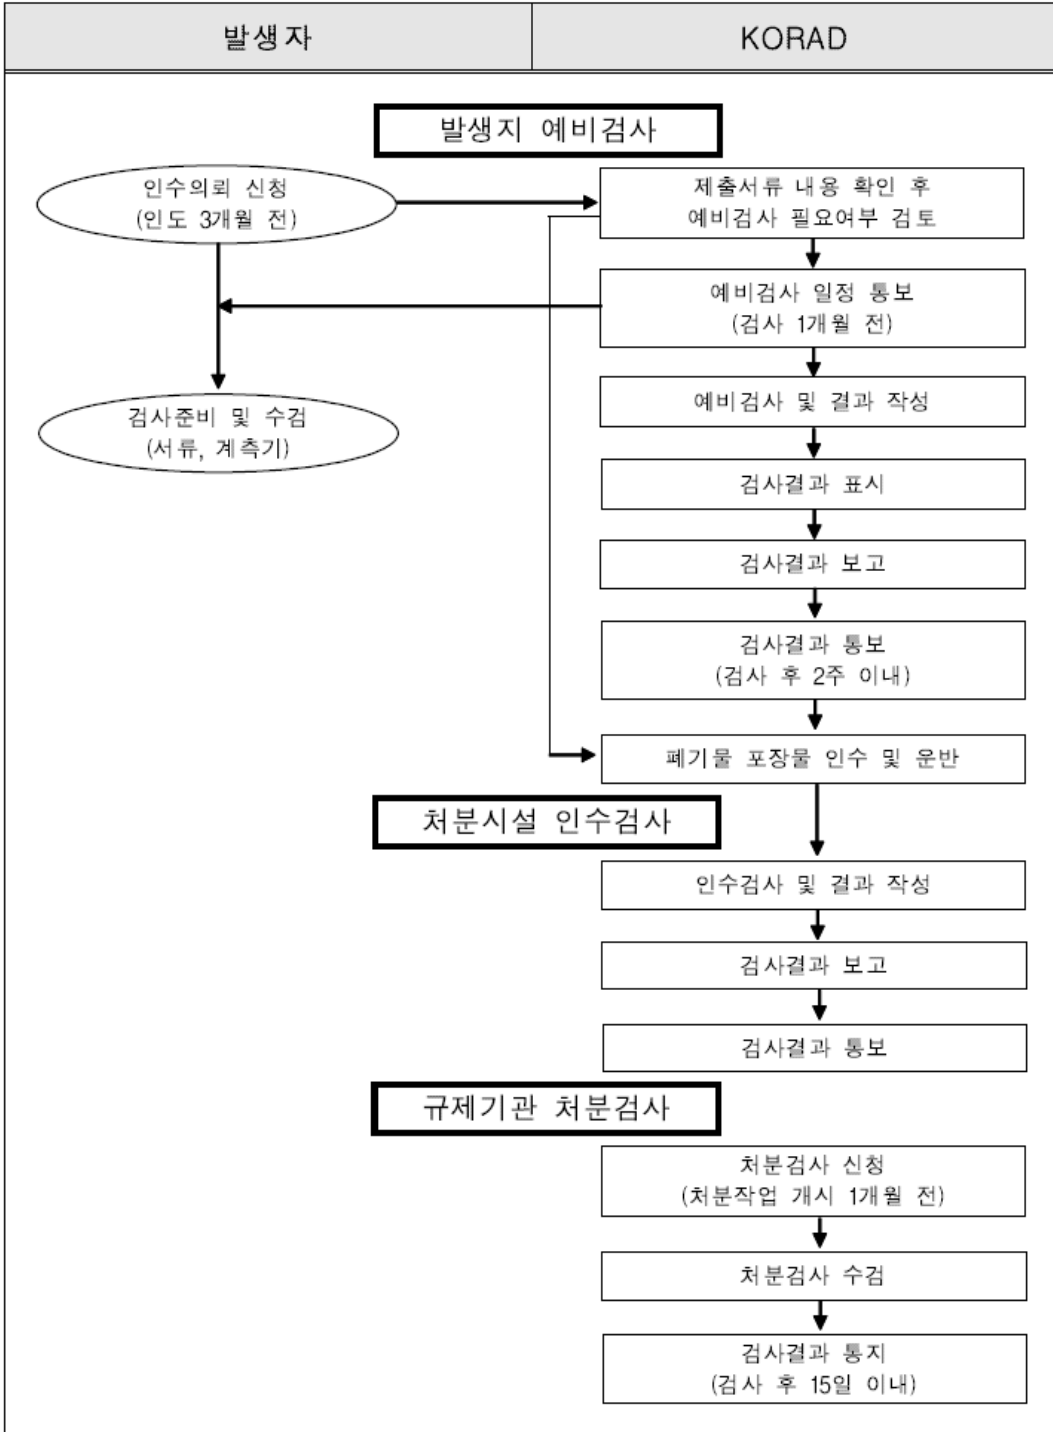 발생자
KORAD
발생지 예비검사
인수의뢰 신청
(인도 3개월 전)
제출서류 내용 확인 후
예비검사 필요여부 검토
예비검사 일정 통보
(검사 1개월 전)
검사준비 및 수검
(서류, 계측기)
예비검사 및 결과 작성
검사결과 표시
검사결과 보고
검사결과 통보
(검사 후 2주 이내)
폐기물 포장물 인수 및 운반
처분시설 인수검사
인수검사 및 결과 작성
검사결과 보고
검사결과 통보
규제기관 처분검사
처분검사 신청
(처분작업 개시 1개월 전)
처분검사 수검
검사결과 통지
(검사 후 15일 이내)